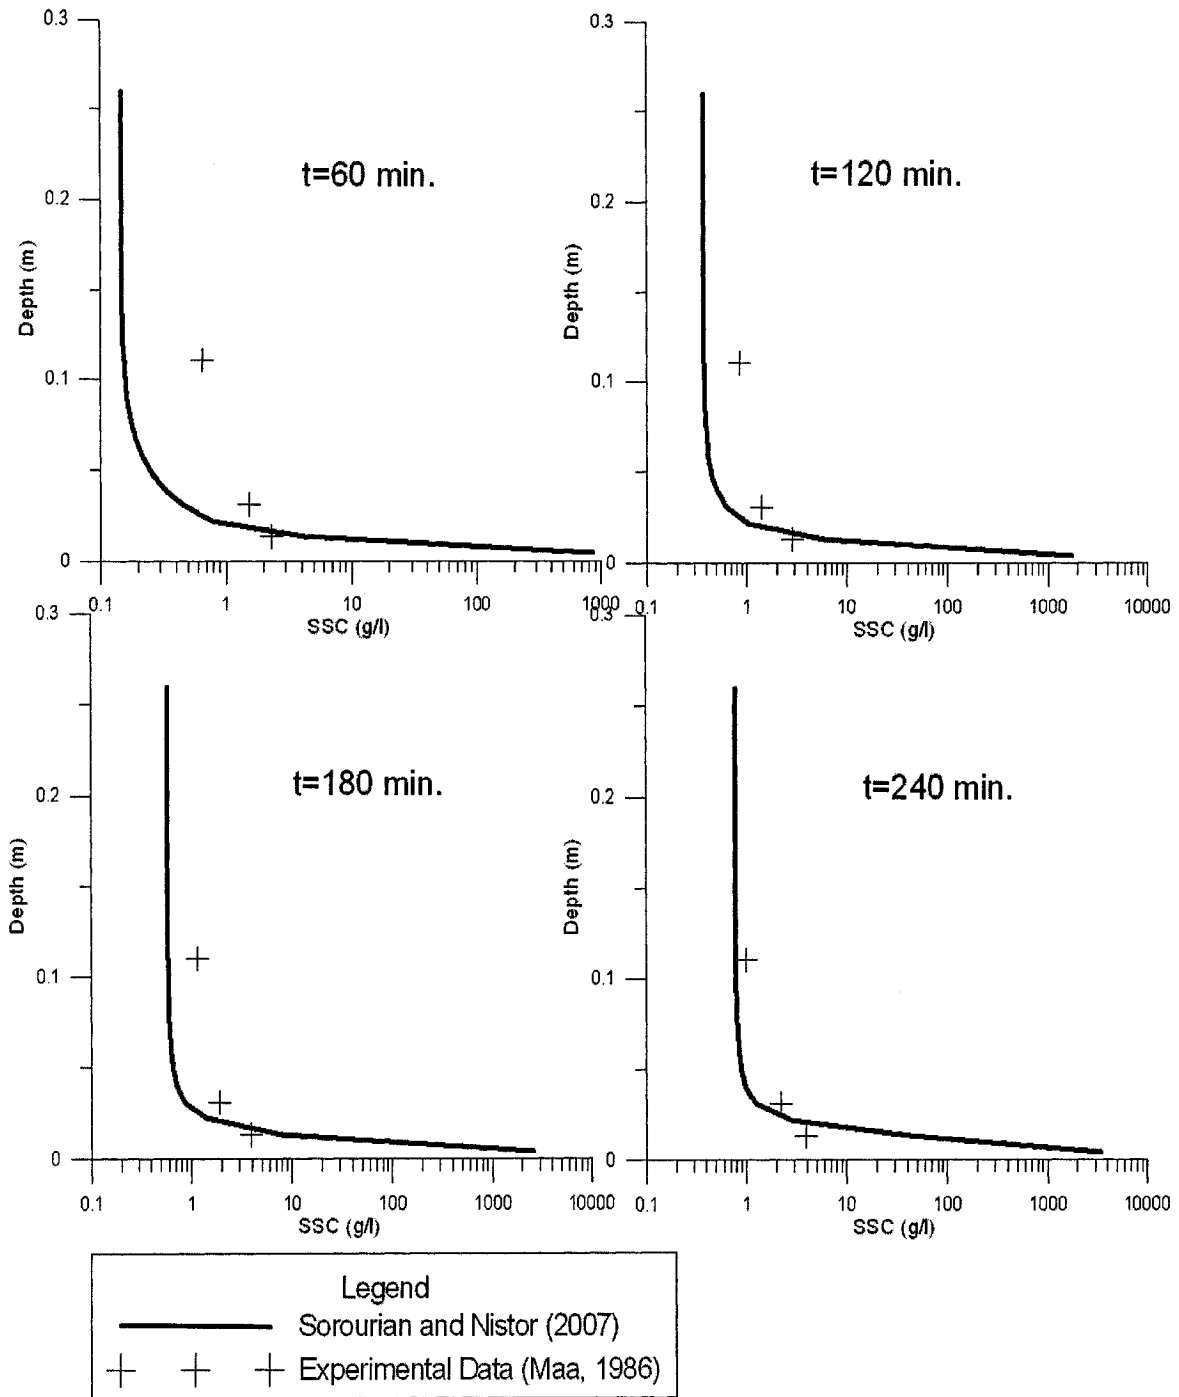 0.3
0.2
0.1
0
Depth (m)
t=60 min.
0.1 1 10 100 1000
SSC (g/l)
0.3
0.2
0.1
0
Depth (m)
t=120 min.
0.1 1 10 100 1000 10000
SSC (g/l)
0.3
0.2
0.1
0
Depth (m)
t=180 min.
0.1 1 10 100 1000 10000
SSC (g/l)
0.3
0.2
0.1
0
Depth (m)
t=240 min.
0.1 1 10 100 1000 10000
SSC (g/l)
Legend
Sorourian and Nistor (2007)
Experimental Data (Maa, 1986)